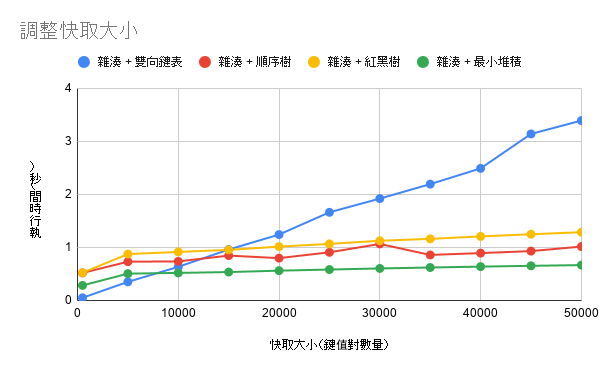 調整快取大小
雜湊 + 雙向鍵表
雜湊 + 順序樹
雜湊 + 紅黑樹
雜湊 + 最小堆積
執行時間(秒)
4
3
2
1
0
0
10000
20000
30000
40000
50000
快取大小(鍵值對數量)